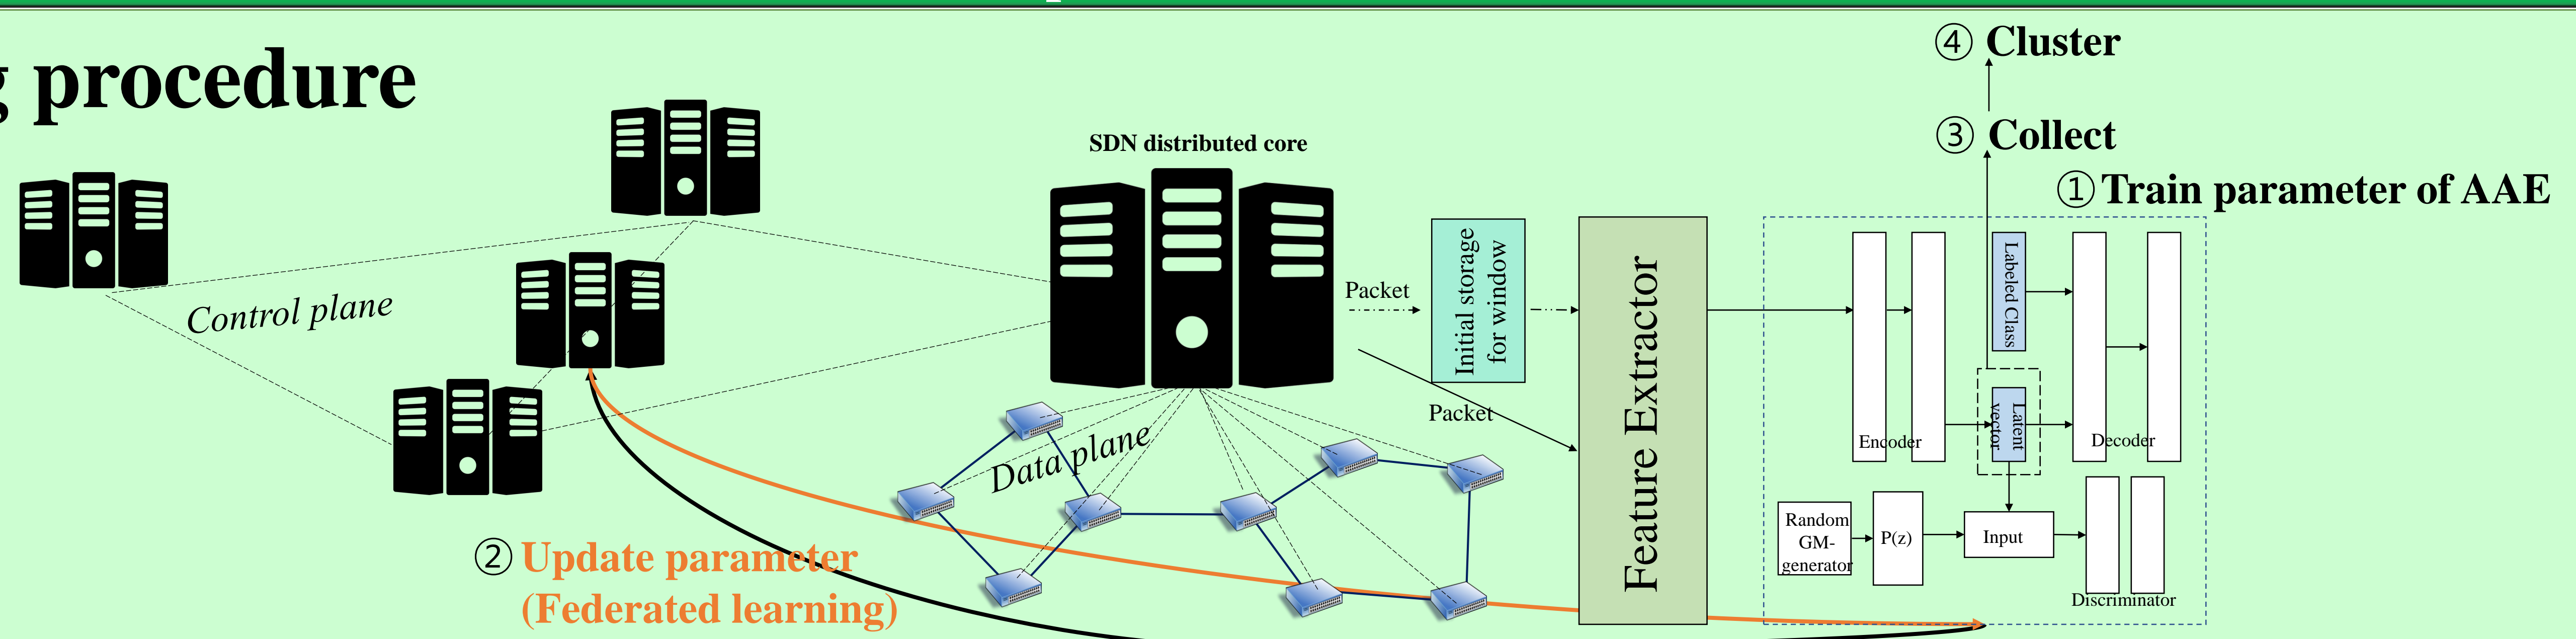 procedure
④ Cluster
③ Collect
① Train parameter of AAE
SDN distributed core
Control plane
Data plane
Packet
Packet
Initial storage
for window
Feature Extractor
Labeled Class
Latent
vector
Encoder
Decoder
Random
GM-
generator
P(z)
Input
Discriminator
② Update parameter
(Federated learning)